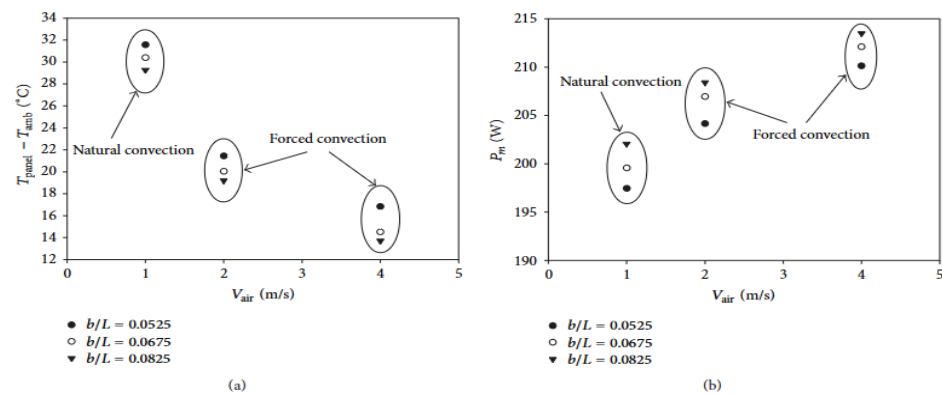 34
32
30
28
26
24
22
20
18
16
14
12
T_panel − T_amb (°C)
Natural convection
Forced convection
0 1 2 3 4 5
V_air (m/s)
b/L = 0.0525
b/L = 0.0675
b/L = 0.0825
(a)
215
210
205
200
195
190
P_m (W)
Natural convection
Forced convection
0 1 2 3 4 5
V_air (m/s)
b/L = 0.0525
b/L = 0.0675
b/L = 0.0825
(b)